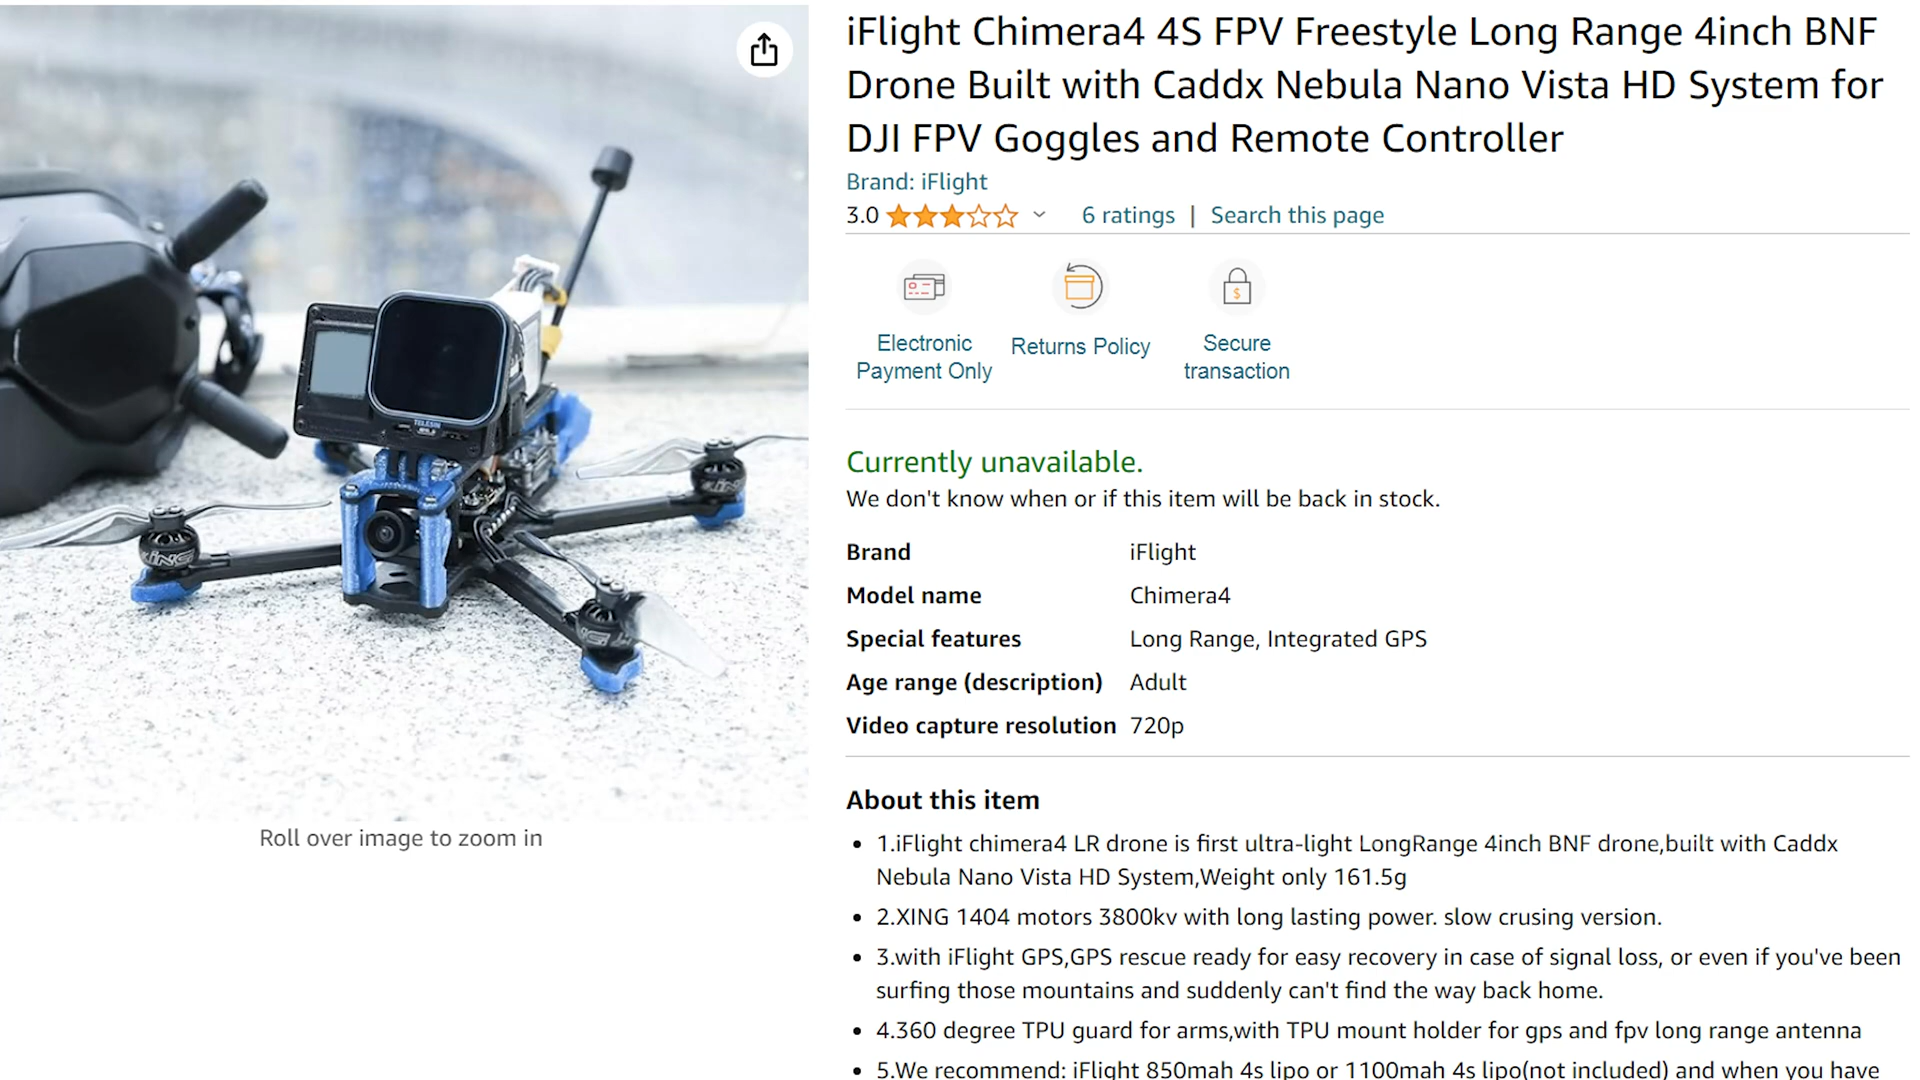 iFlight Chimera4 4S FPV Freestyle Long Range 4inch BNF
Drone Built with Caddx Nebula Nano Vista HD System for
DJI FPV Goggles and Remote Controller
Brand: iFlight
3.0 6 ratings | Search this page
Electronic
Payment Only
Returns Policy
Secure
transaction
Currently unavailable.
We don't know when or if this item will be back in stock.
Brand iFlight
Model name Chimera4
Special features Long Range, Integrated GPS
Age range (description) Adult
Video capture resolution 720p
About this item
1.iFlight chimera4 LR drone is first ultra-light LongRange 4inch BNF drone,built with Caddx
Nebula Nano Vista HD System,Weight only 161.5g
2.XING 1404 motors 3800kv with long lasting power. slow crusing version.
3.with iFlight GPS,GPS rescue ready for easy recovery in case of signal loss, or even if you've been
surfing those mountains and suddenly can't find the way back home.
4.360 degree TPU guard for arms,with TPU mount holder for gps and fpv long range antenna
5.We recommend: iFlight 850mah 4s lipo or 1100mah 4s lipo(not included) and when you have
TELESIN
Roll over image to zoom in